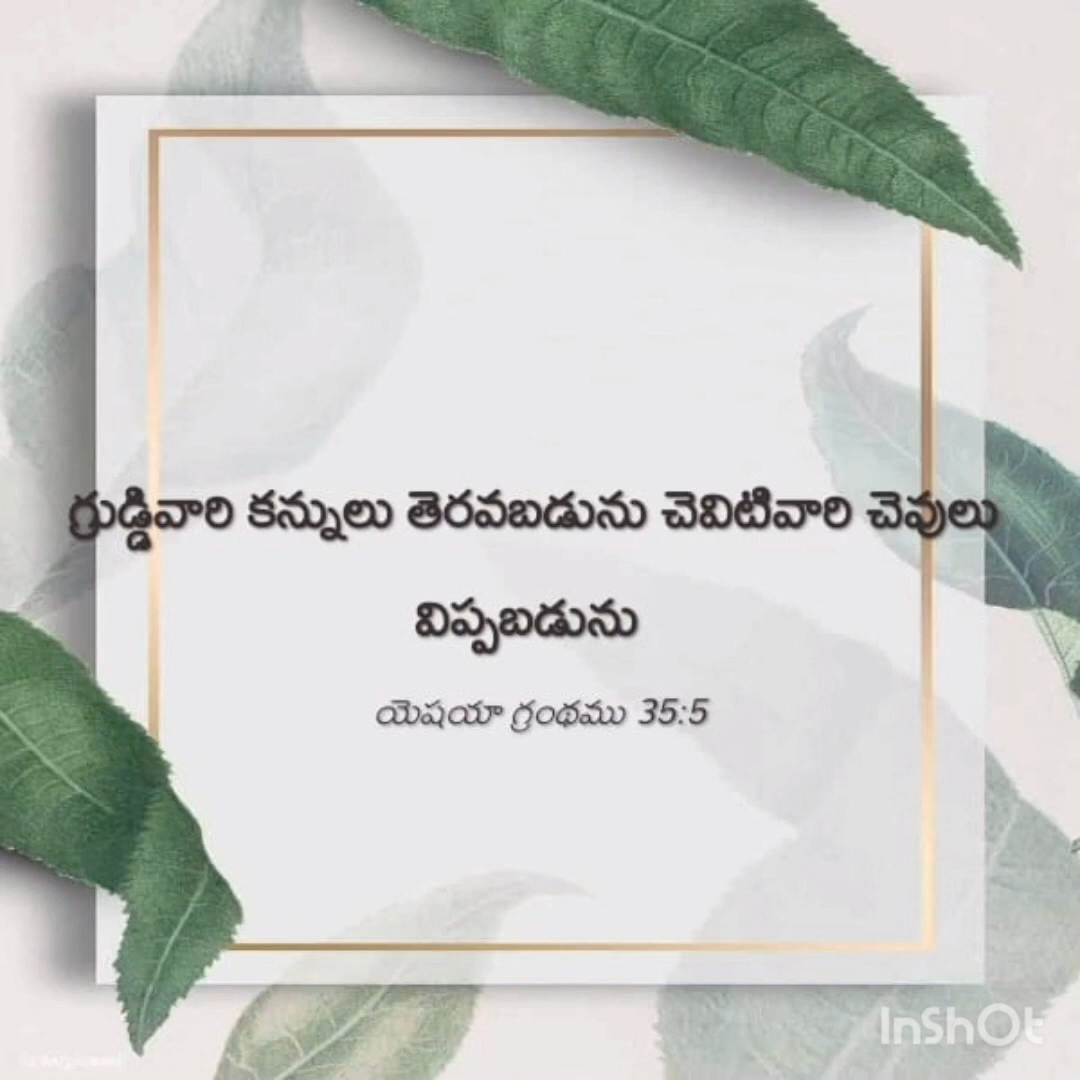 గ్రుడ్డివారి కన్నులు తెరవబడును చెవిటివారి చెవులు
విప్పబడును
యెషయా గ్రంథము 35:5
InShOt